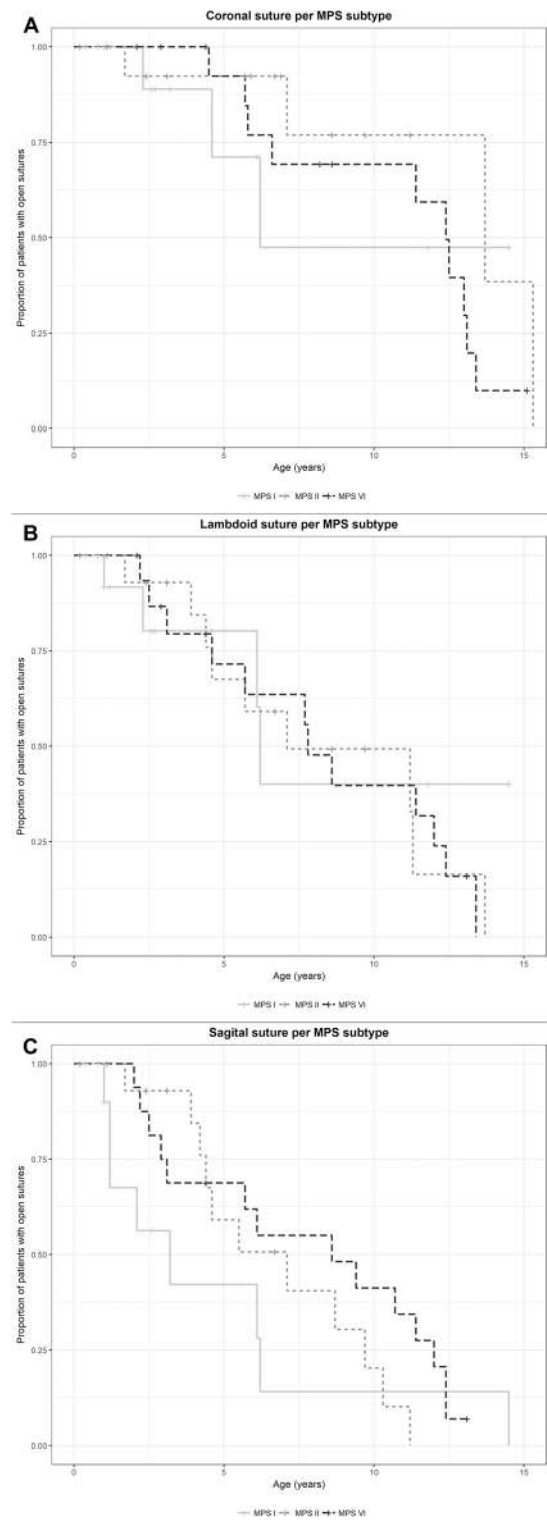 A
Coronal suture per MPS subtype
Proportion of patients with open sutures
1.00
0.75
0.50
0.25
0.00
0 5 10 15
Age (years)
MPS I MPS II MPS VI
B
Lambdoid suture per MPS subtype
Proportion of patients with open sutures
1.00
0.75
0.50
0.25
0.00
0 5 10 15
Age (years)
MPS I MPS II MPS VI
C
Sagital suture per MPS subtype
Proportion of patients with open sutures
1.00
0.75
0.50
0.25
0.00
0 5 10 15
Age (years)
MPS I MPS II MPS VI